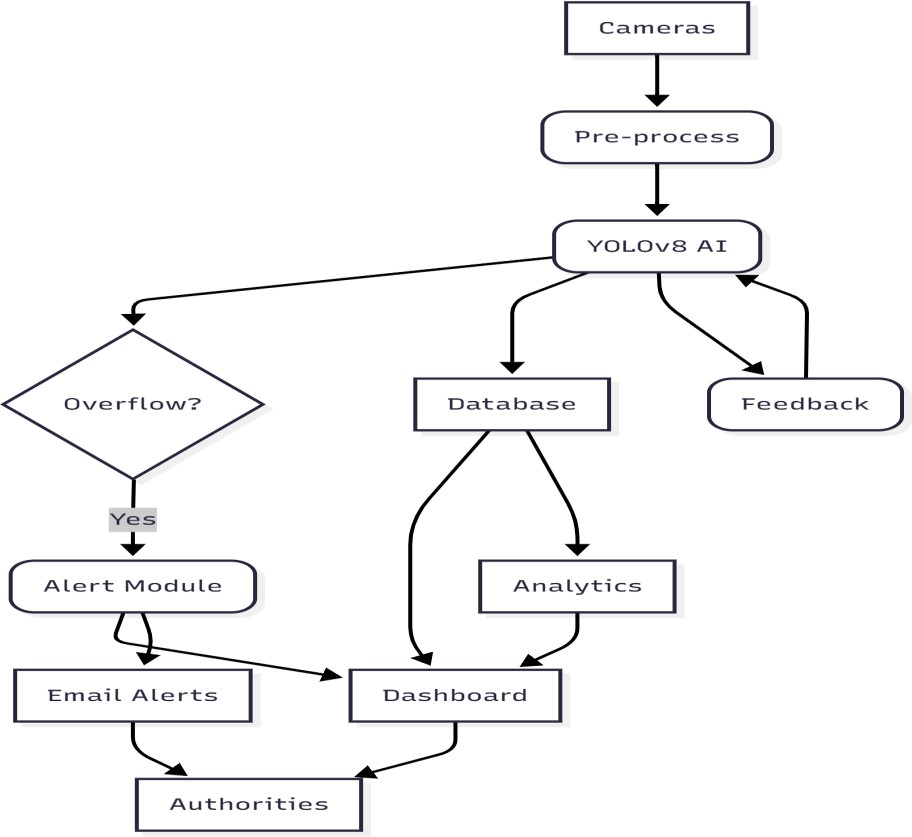 Cameras
Pre-process
YOLOv8 AI
Overflow?
Database
Feedback
Yes
Alert Module
Analytics
Email Alerts
Dashboard
Authorities